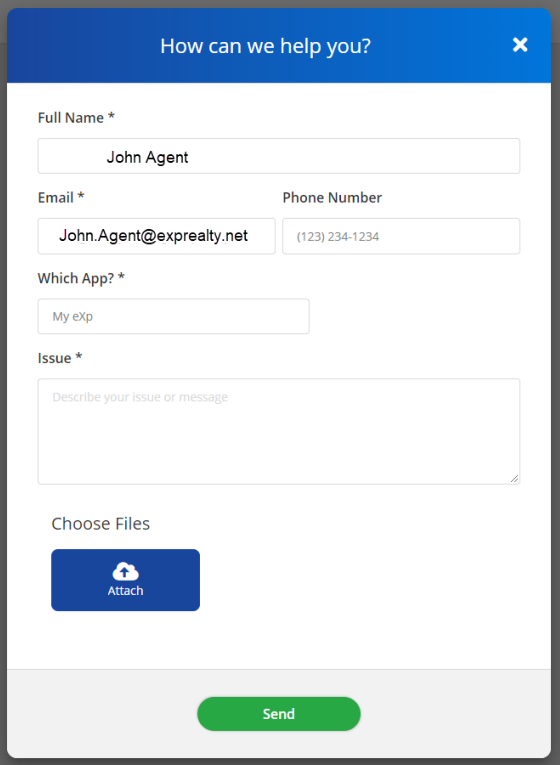 How can we help you?
Full Name *
John Agent
Email * Phone Number
John.Agent@exprealty.net (123) 234-1234
Which App? *
My eXp
Issue *
Describe your issue or message
Choose Files
Attach
Send